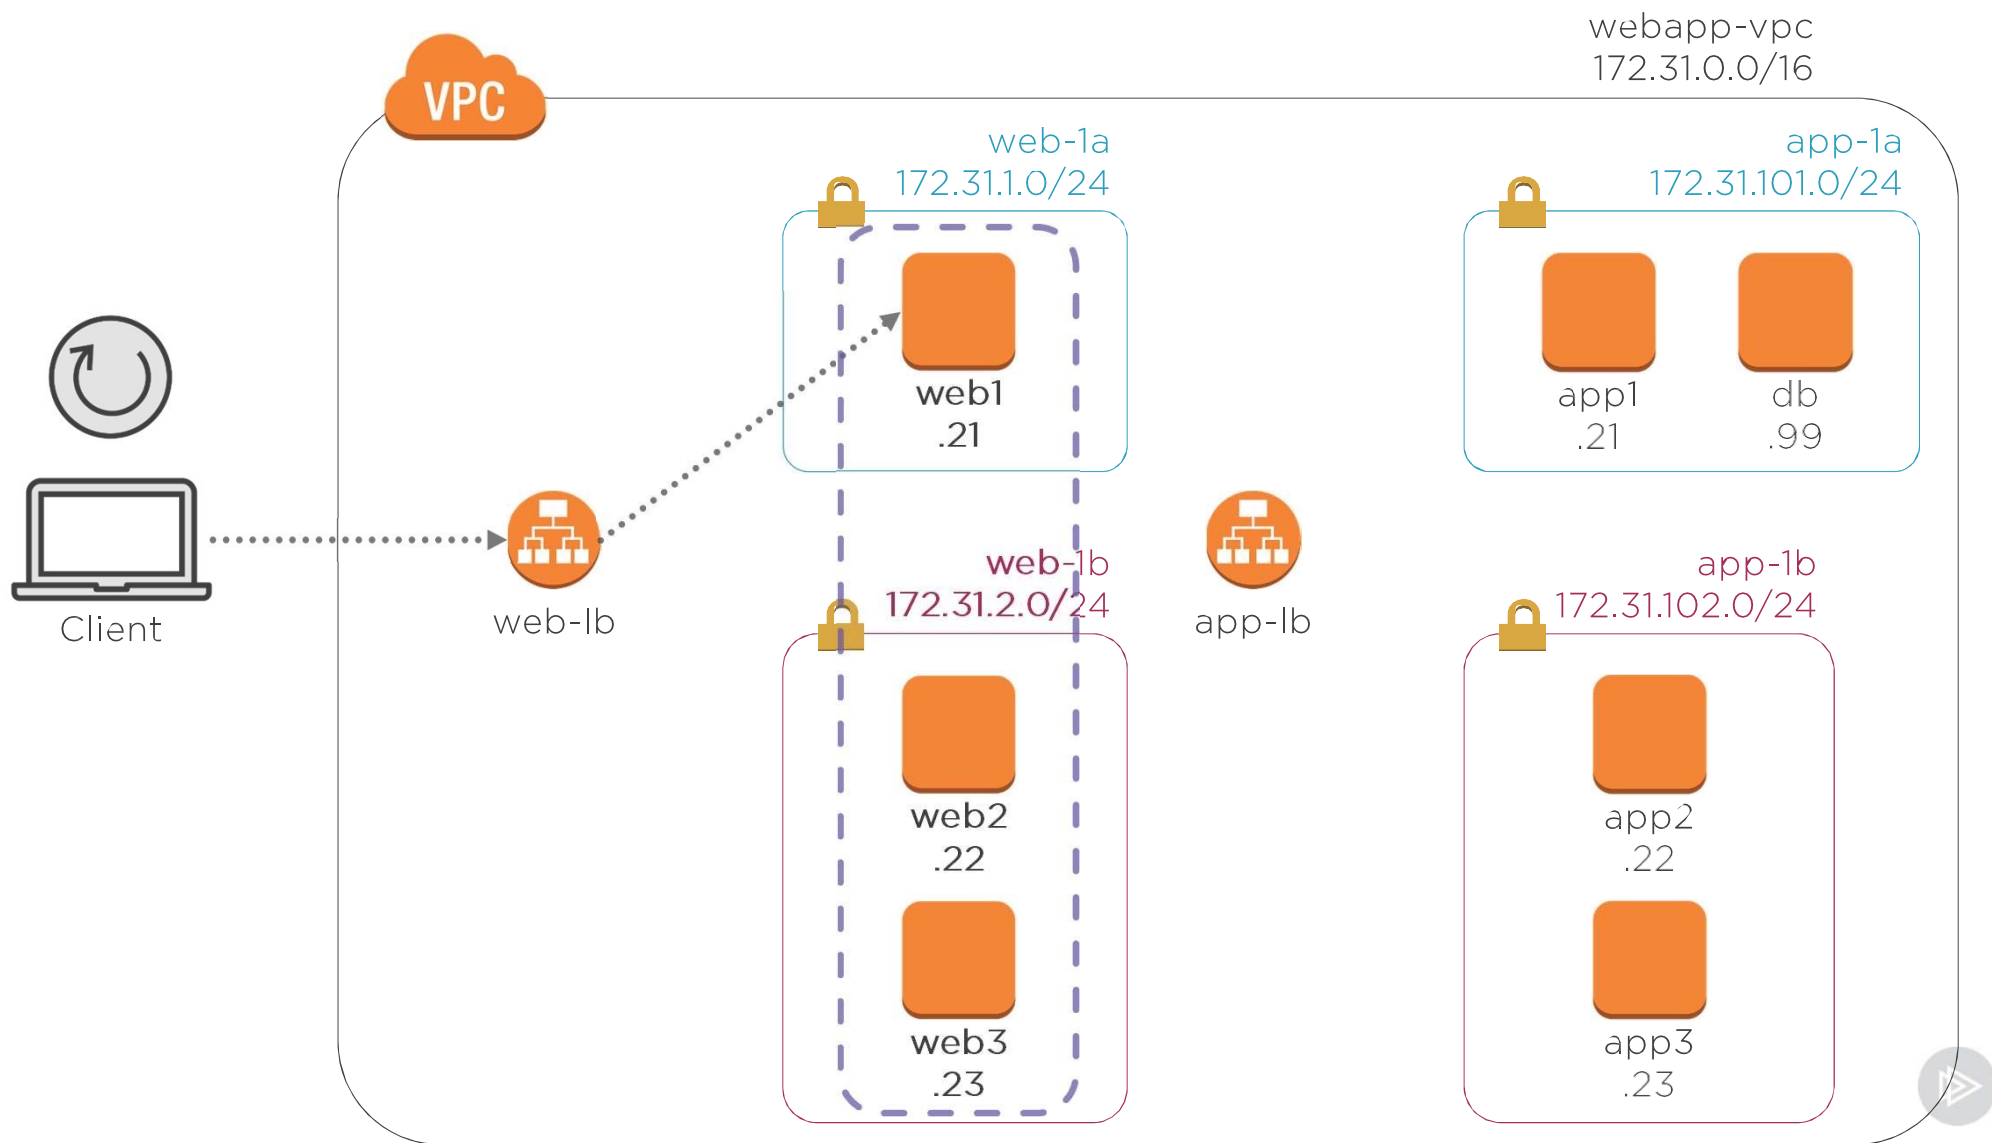 webapp-vpc
172.31.0.0/16
VPC
web-1a
172.31.1.0/24
app-1a
172.31.101.0/24
web1
.21
app1
.21
db
.99
Client
web-lb
app-lb
web-1b
172.31.2.0/24
app-1b
172.31.102.0/24
web2
.22
app2
.22
web3
.23
app3
.23